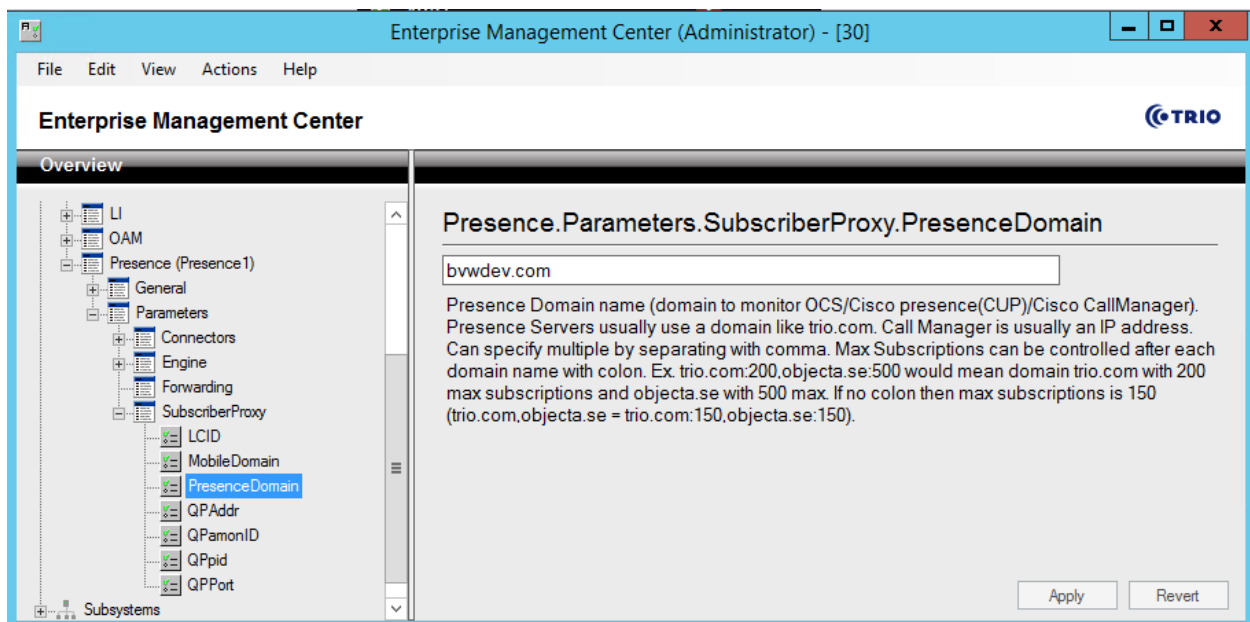 Enterprise Management Center (Administrator) - [30]
File Edit View Actions Help
Enterprise Management Center
TRIO
Overview
LI
OAM
Presence (Presence1)
General
Parameters
Connectors
Engine
Forwarding
SubscriberProxy
LCID
MobileDomain
PresenceDomain
QPAddr
QPamonID
QPpid
QPPort
Subsystems
Presence.Parameters.SubscriberProxy.PresenceDomain
bvwdev.com
Presence Domain name (domain to monitor OCS/Cisco presence(CUP)/Cisco CallManager).
Presence Servers usually use a domain like trio.com. Call Manager is usually an IP address.
Can specify multiple by separating with comma. Max Subscriptions can be controlled after each
domain name with colon. Ex. trio.com:200,objecta.se:500 would mean domain trio.com with 200
max subscriptions and objecta.se with 500 max. If no colon then max subscriptions is 150
(trio.com,objecta.se = trio.com:150,objecta.se:150).
Apply Revert